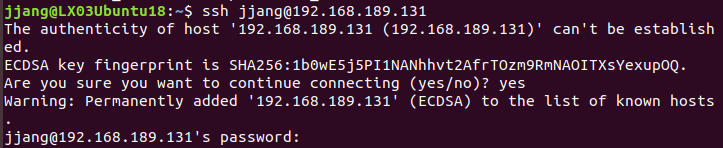 jjang@LX03Ubuntu18:~$ ssh jjang@192.168.189.131
The authenticity of host '192.168.189.131 (192.168.189.131)' can't be establish
ed.
ECDSA key fingerprint is SHA256:1b0wE5j5PI1NANhhvt2AfrTOzm9RmNAOITXsYexupOQ.
Are you sure you want to continue connecting (yes/no)? yes
Warning: Permanently added '192.168.189.131' (ECDSA) to the list of known hosts
.
jjang@192.168.189.131's password: